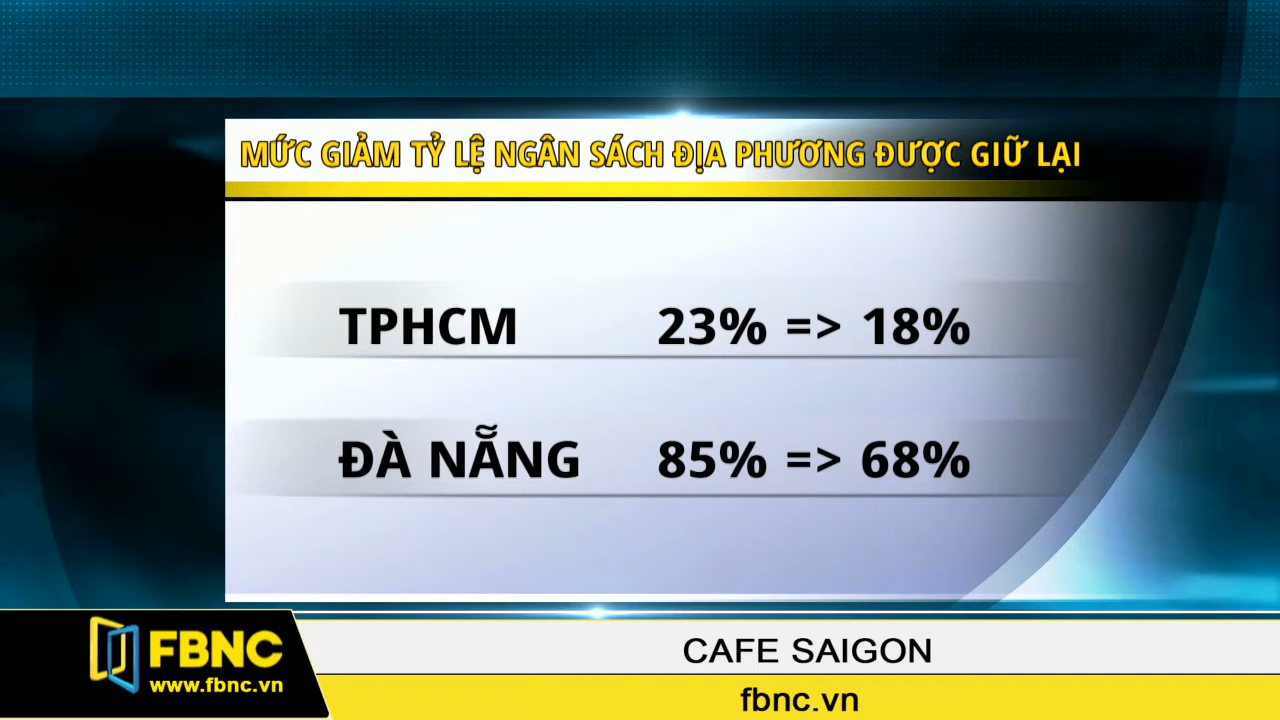 MỨC GIẢM TỶ LỆ NGÂN SÁCH ĐỊA PHƯƠNG ĐƯỢC GIỮ LẠI
TPHCM 23% => 18%
ĐÀ NẴNG 85% => 68%
FBNC
www.fbnc.vn
CAFE SAIGON
fbnc.vn